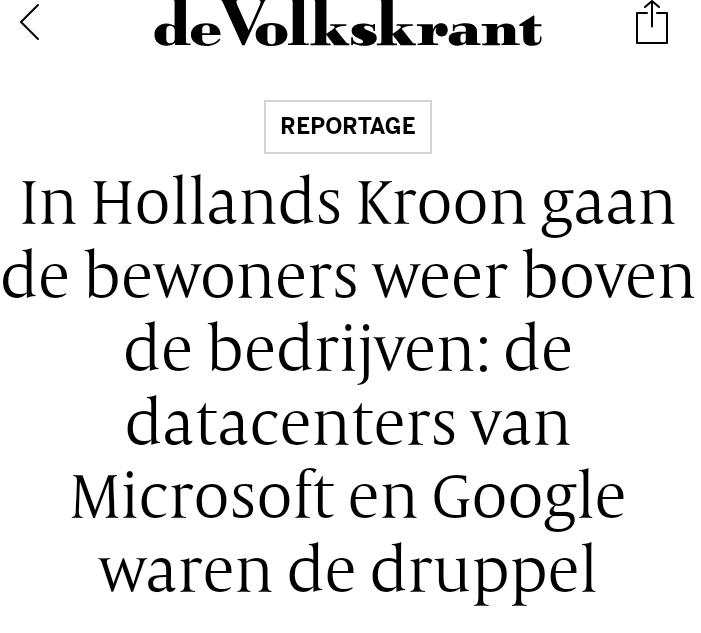 deVolkskrant
REPORTAGE
In Hollands Kroon gaan
de bewoners weer boven
de bedrijven: de
datacenters van
Microsoft en Google
waren de druppel